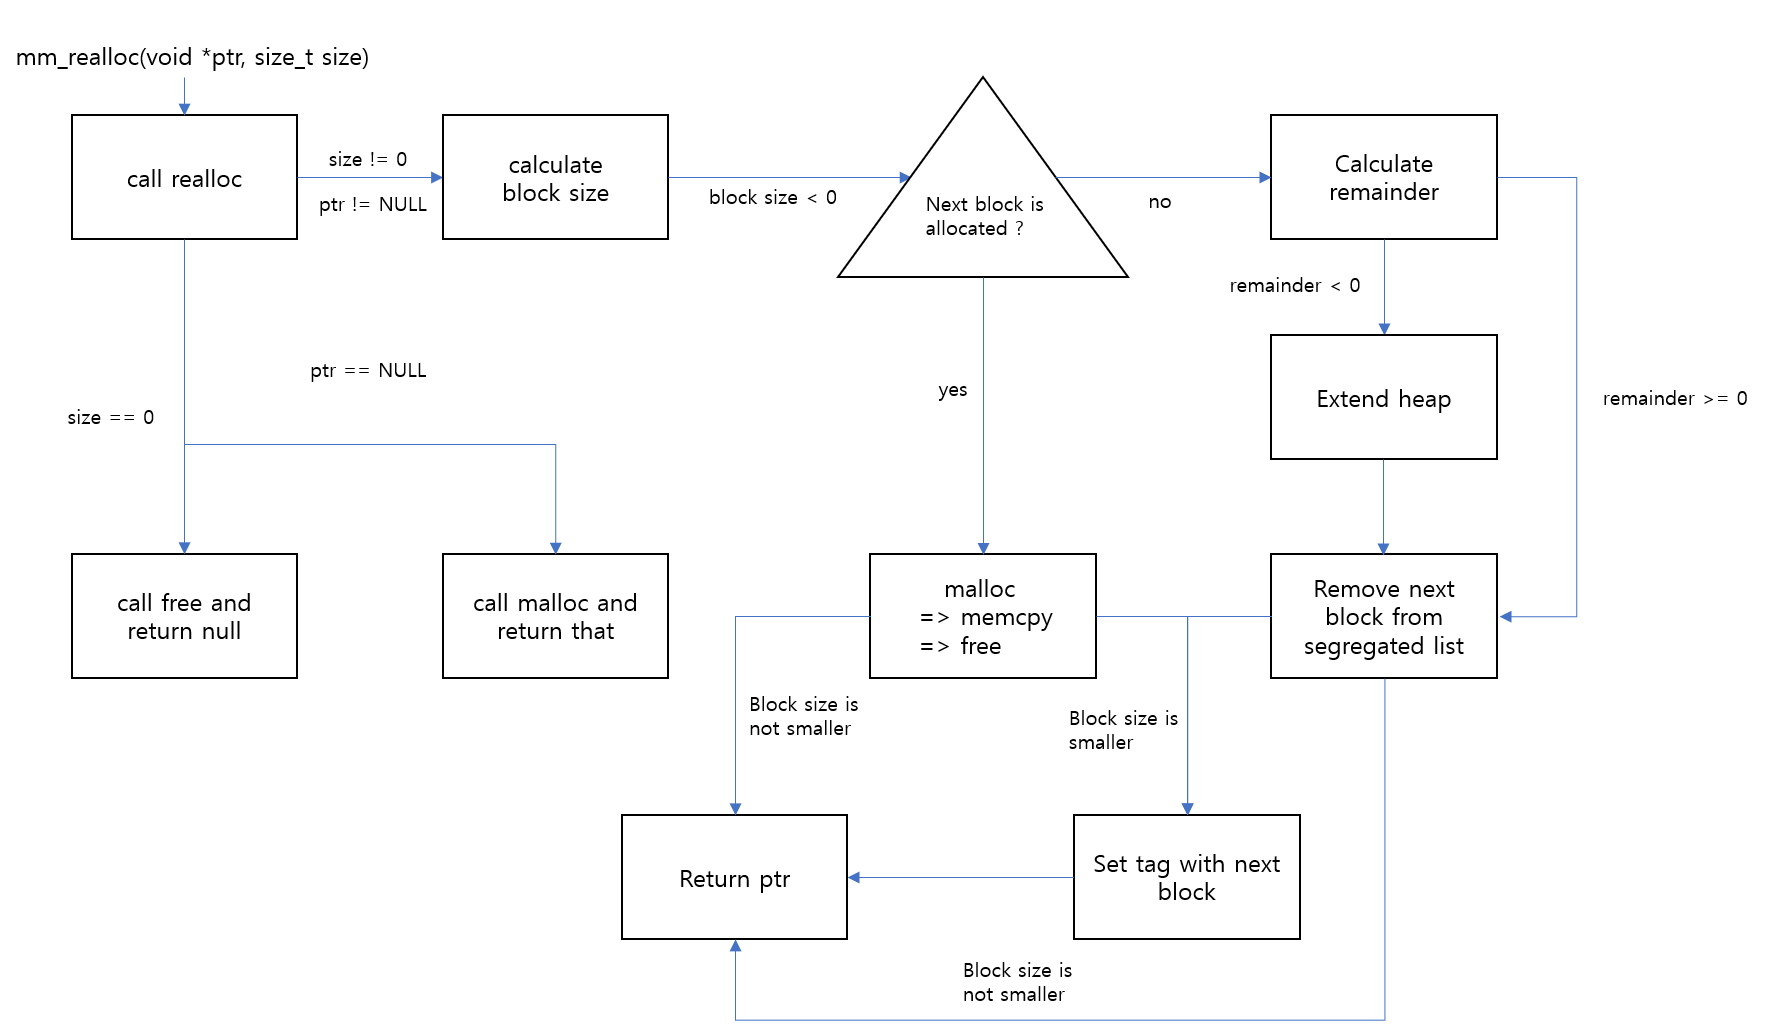 mm_realloc(void *ptr, size_t size)
call realloc
size != 0
ptr != NULL
calculate
block size
block size < 0
Next block is
allocated ?
no
Calculate
remainder
remainder < 0
Extend heap
remainder >= 0
ptr == NULL
size == 0
yes
call free and
return null
call malloc and
return that
malloc
=> memcpy
=> free
Remove next
block from
segregated list
Block size is
not smaller
Block size is
smaller
Return ptr
Set tag with next
block
Block size is
not smaller